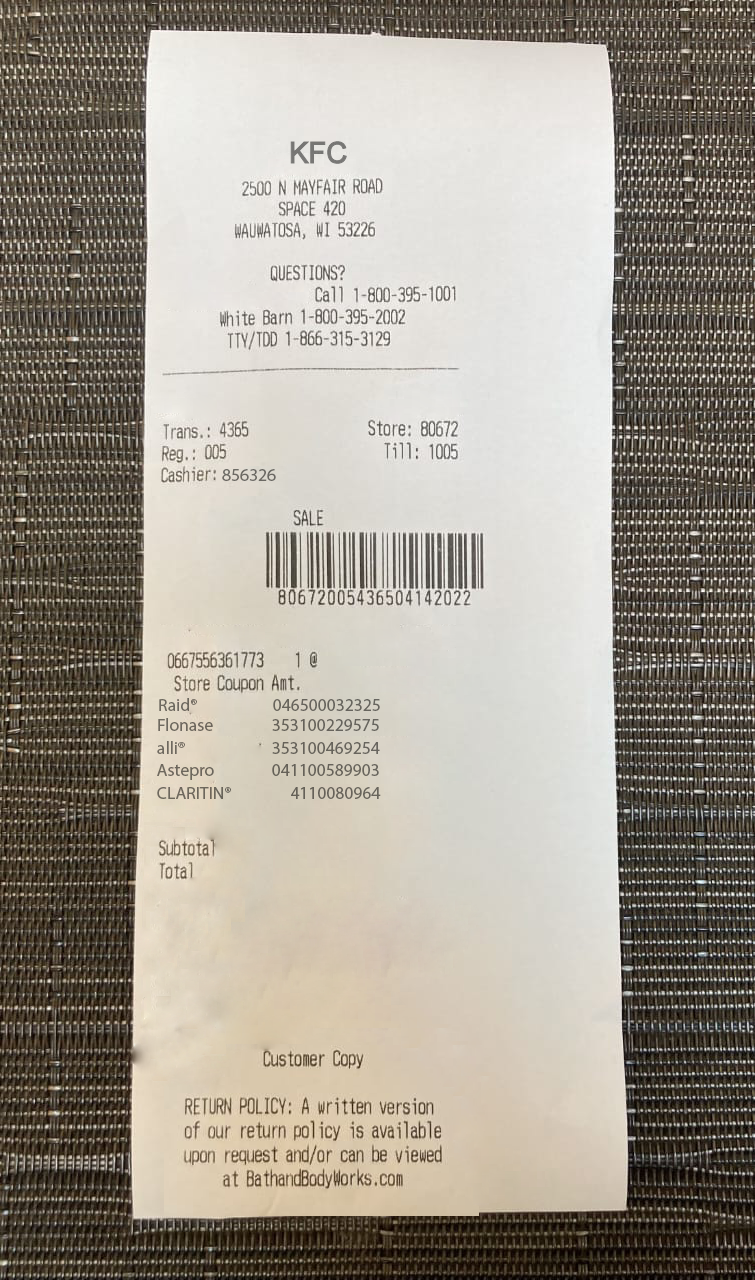 KFC
2500 N MAYFAIR ROAD
SPACE 420
WAUWATOSA, WI 53226
QUESTIONS?
Call 1-800-395-1001
White Barn 1-800-395-2002
TTY/TDD 1-866-315-3129
Trans.: 4365 Store: 80672
Reg.: 005 Till: 1005
Cashier: 856326
SALE
80672005436504142022
0667556361773 1 @
Store Coupon Amt.
Raid® 046500032325
Flonase 353100229575
alli® 353100469254
Astepro 041100589903
CLARITIN® 4110080964
Subtotal
Total
Customer Copy
RETURN POLICY: A written version
of our return policy is available
upon request and/or can be viewed
at BathandBodyWorks.com